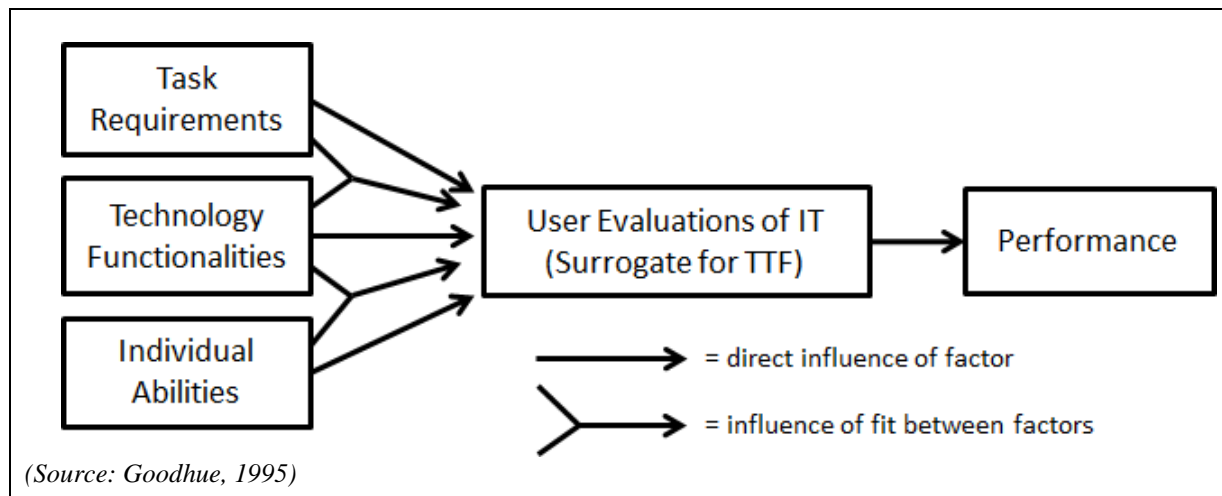 Task
Requirements
Technology
Functionalities
Individual
Abilities
User Evaluations of IT
(Surrogate for TTF)
Performance
= direct influence of factor
= influence of fit between factors
(Source: Goodhue, 1995)